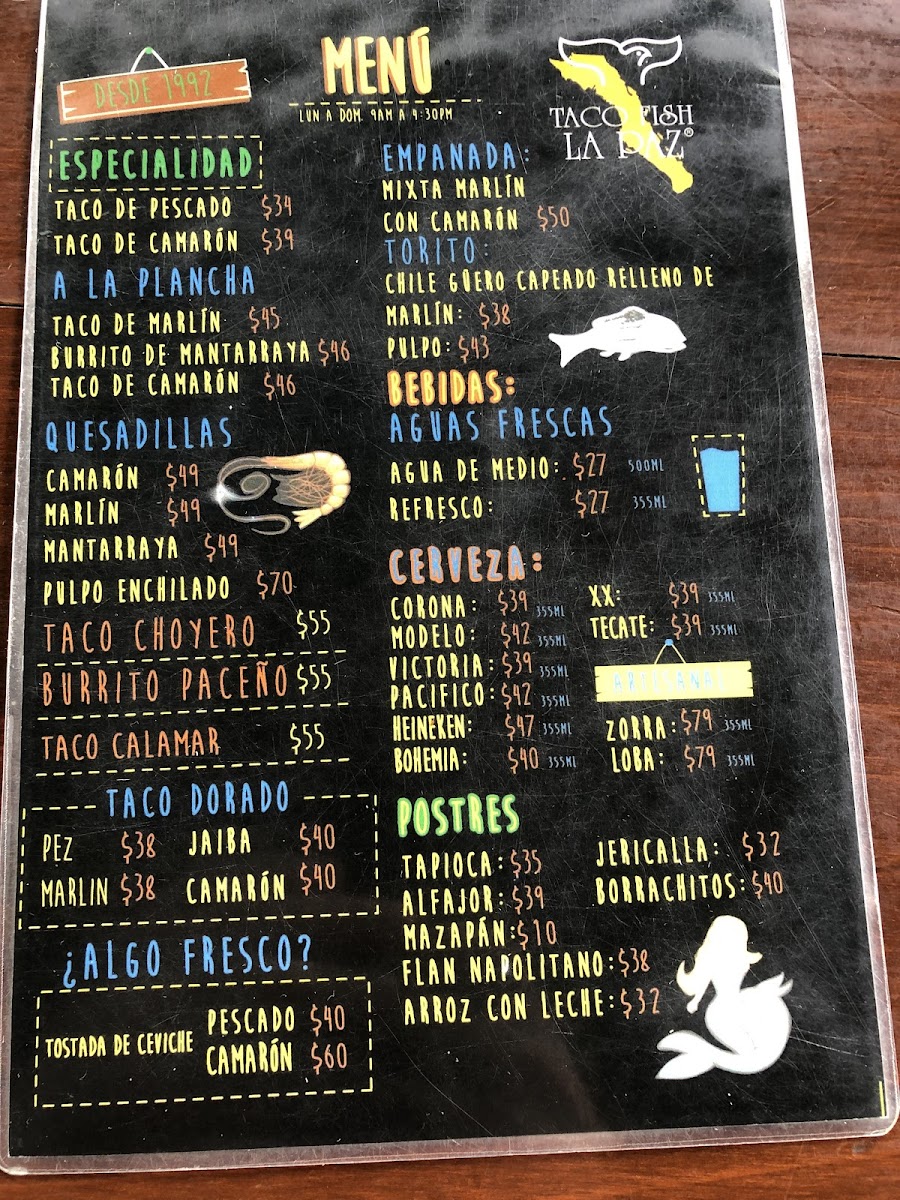 DESDE 1992
MENÚ
LUN A DOM 9AM A 4:30PM
TACO FISH
LA PAZ®
ESPECIALIDAD
TACO DE PESCADO $34
TACO DE CAMARÓN $39
A LA PLANCHA
TACO DE MARLÍN $45
BURRITO DE MANTARRAYA $46
TACO DE CAMARÓN $46
QUESADILLAS
CAMARÓN $49
MARLÍN $49
MANTARRAYA $49
PULPO ENCHILADO $70
TACO CHOYERO $55
BURRITO PACEÑO $55
TACO CALAMAR $55
TACO DORADO
PEZ $38 JAIBA $40
MARLIN $38 CAMARÓN $40
¿ALGO FRESCO?
TOSTADA DE CEVICHE
PESCADO $40
CAMARÓN $60
EMPANADA:
MIXTA MARLÍN
CON CAMARÓN $50
TORITO:
CHILE GÜERO CAPEADO RELLENO DE
MARLÍN: $38
PULPO: $43
BEBIDAS:
AGUAS FRESCAS
AGUA DE MEDIO: $27 500ML
REFRESCO: $27 355ML
CERVEZA:
CORONA: $39 355ML
MODELO: $42 355ML
VICTORIA: $39 355ML
PACIFICO: $42 355ML
HEINEKEN: $47 355ML
BOHEMIA: $40 355ML
XX: $39 355ML
TECATE: $39 355ML
ARTESANAL
ZORRA: $79 355ML
LOBA: $79 355ML
POSTRES
TAPIOCA: $35
ALFAJOR: $39
MAZAPÁN: $10
FLAN NAPOLITANO: $38
ARROZ CON LECHE: $32
JERICALLA: $32
BORRACHITOS: $40